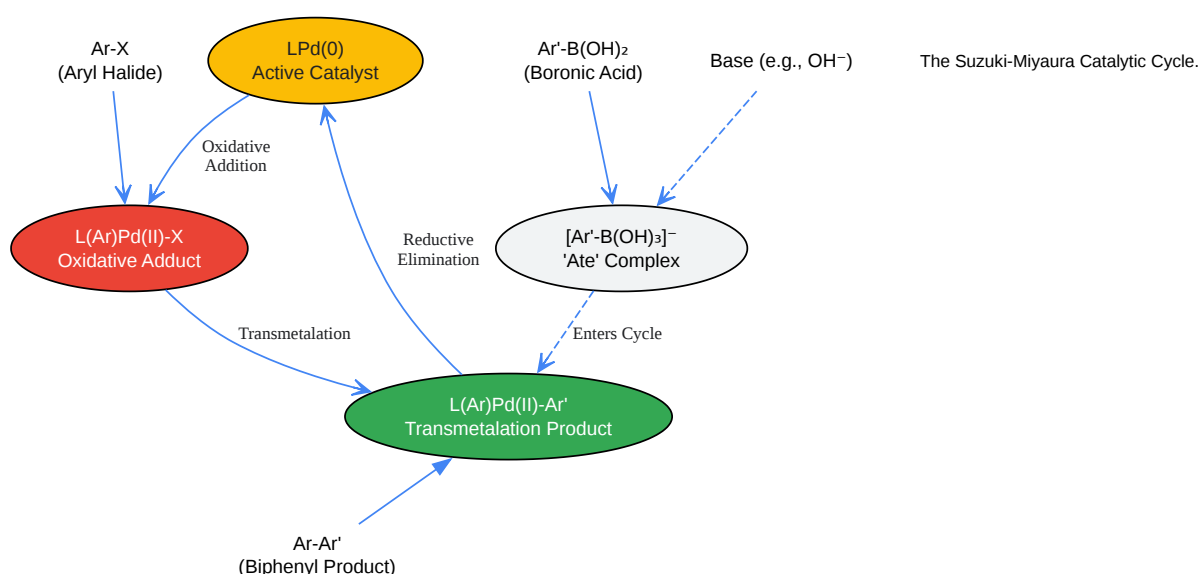 Ar-X
(Aryl Halide)
LPd(0)
Active Catalyst
Ar'-B(OH)₂
(Boronic Acid)
Base (e.g., OH⁻)
The Suzuki-Miyaura Catalytic Cycle.
Oxidative
Addition
L(Ar)Pd(II)-X
Oxidative Adduct
Reductive
Elimination
[Ar'-B(OH)₃]⁻
'Ate' Complex
Transmetalation
Enters Cycle
L(Ar)Pd(II)-Ar'
Transmetalation Product
Ar-Ar'
(Biphenyl Product)